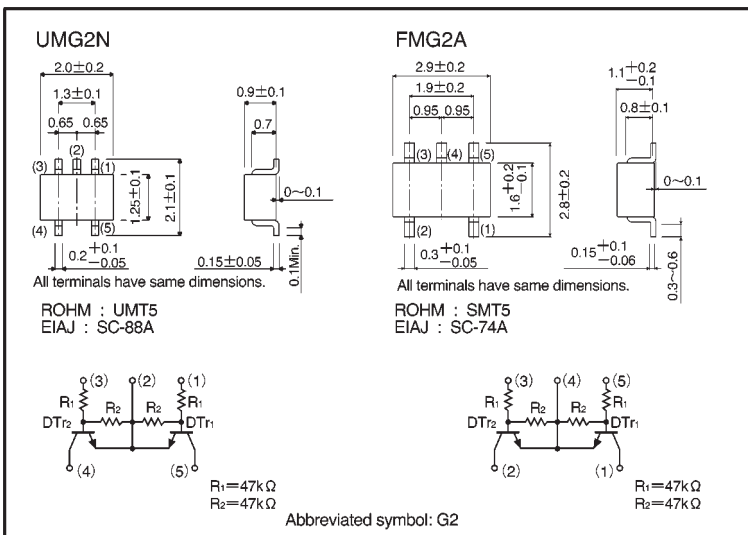 UMG2N
2.0±0.2
1.3±0.1
0.65 0.65
(2)
(3) (1)
(4) (5)
1.25±0.1
2.1±0.1
0.2 +0.1 −0.05
0.9±0.1
0.7
0〜0.1
0.15±0.05
0.1Min.
All terminals have same dimensions.
ROHM : UMT5
EIAJ : SC-88A
FMG2A
2.9±0.2
1.9±0.2
0.95 0.95
(3) (4) (5)
(2) (1)
1.6 +0.2 −0.1
2.8±0.2
0.3 +0.1 −0.05
1.1 +0.2 −0.1
0.8±0.1
0〜0.1
0.15 +0.1 −0.06
0.3〜0.6
All terminals have same dimensions.
ROHM : SMT5
EIAJ : SC-74A
(3) (2) (1)
R1 R2 R2 R1
DTr2 DTr1
(4) (5)
R1=47kΩ
R2=47kΩ
(3) (4) (5)
R1 R2 R2 R1
DTr2 DTr1
(2) (1)
R1=47kΩ
R2=47kΩ
Abbreviated symbol: G2